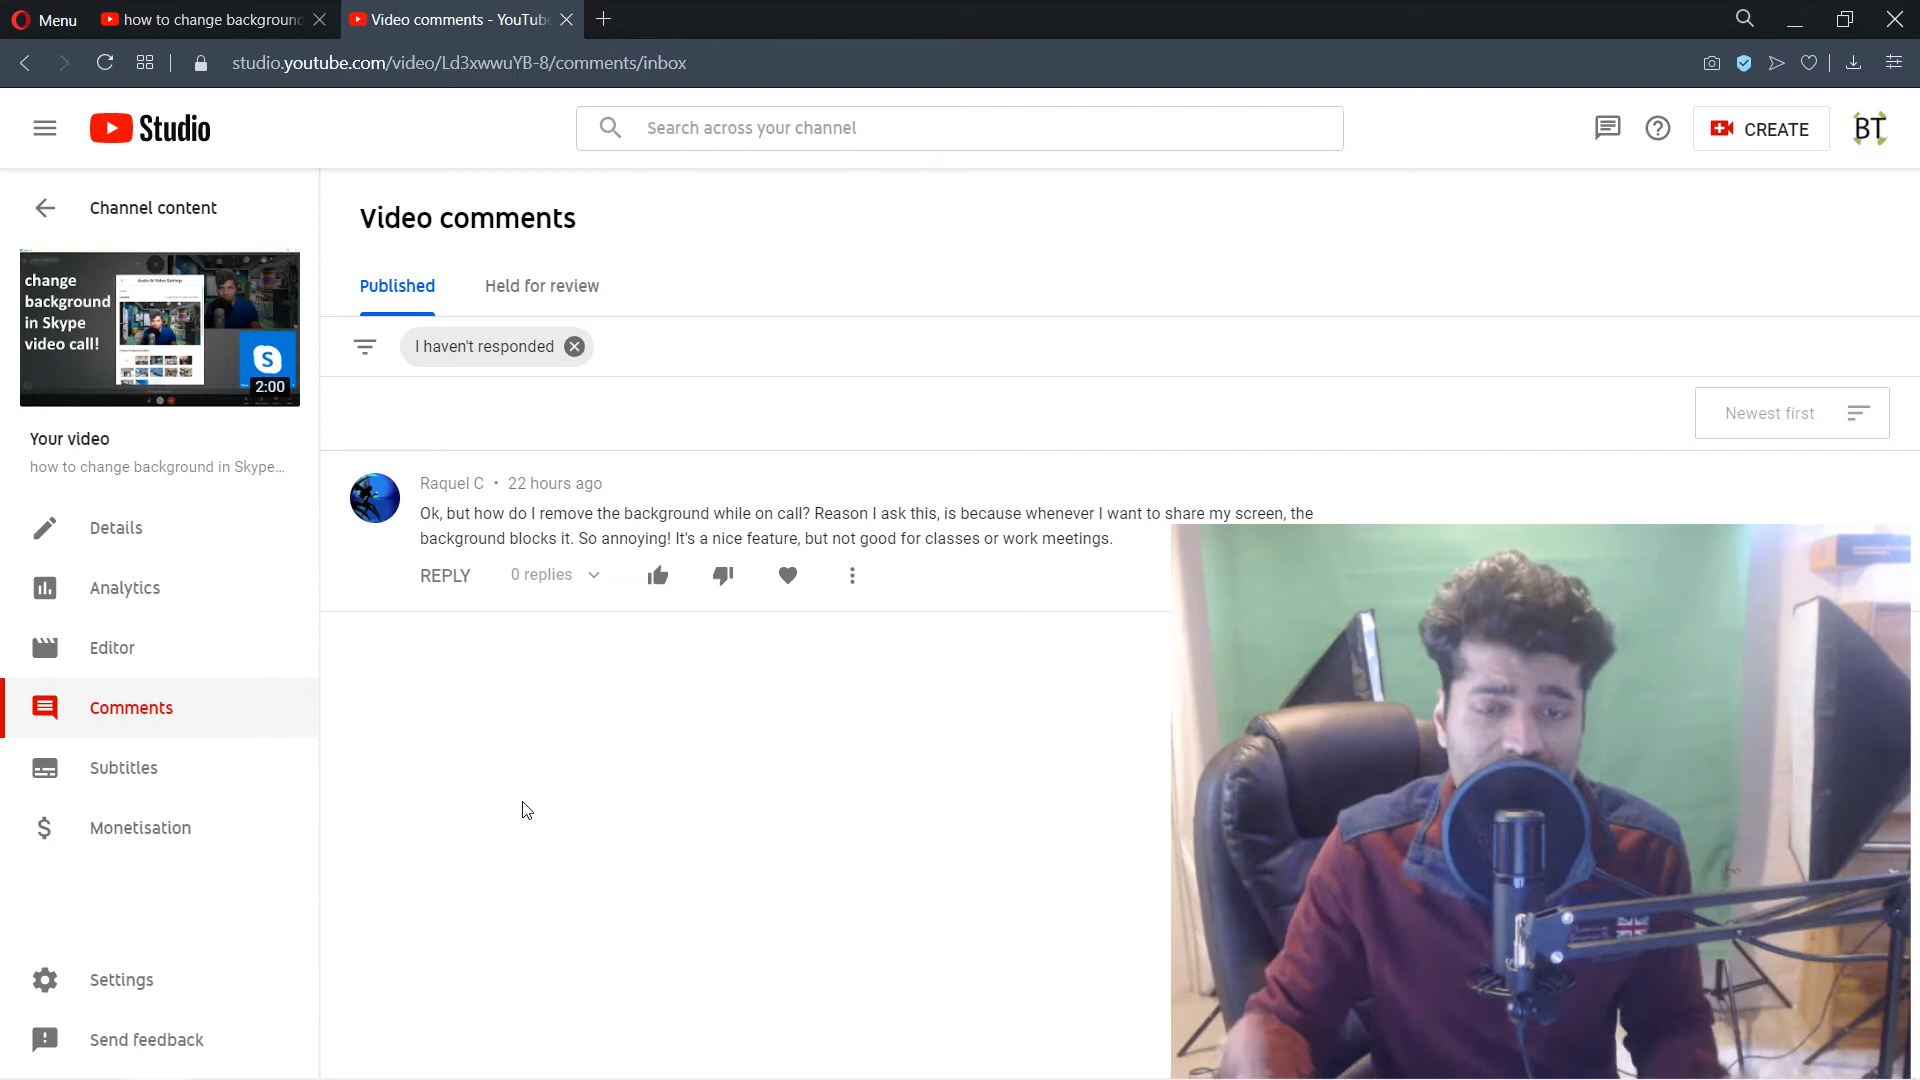 Menu
how to change background
Video comments - YouTub
studio.youtube.com/video/Ld3xwwuYB-8/comments/inbox
Studio
Search across your channel
CREATE
BT
Channel content
Video comments
change
background
in Skype
video call!
S
2:00
Published
Held for review
I haven't responded
Newest first
Your video
how to change background in Skype...
Raquel C • 22 hours ago
Ok, but how do I remove the background while on call? Reason I ask this, is because whenever I want to share my screen, the
background blocks it. So annoying! It's a nice feature, but not good for classes or work meetings.
REPLY
0 replies
Details
Analytics
Editor
Comments
Subtitles
Monetisation
Settings
Send feedback